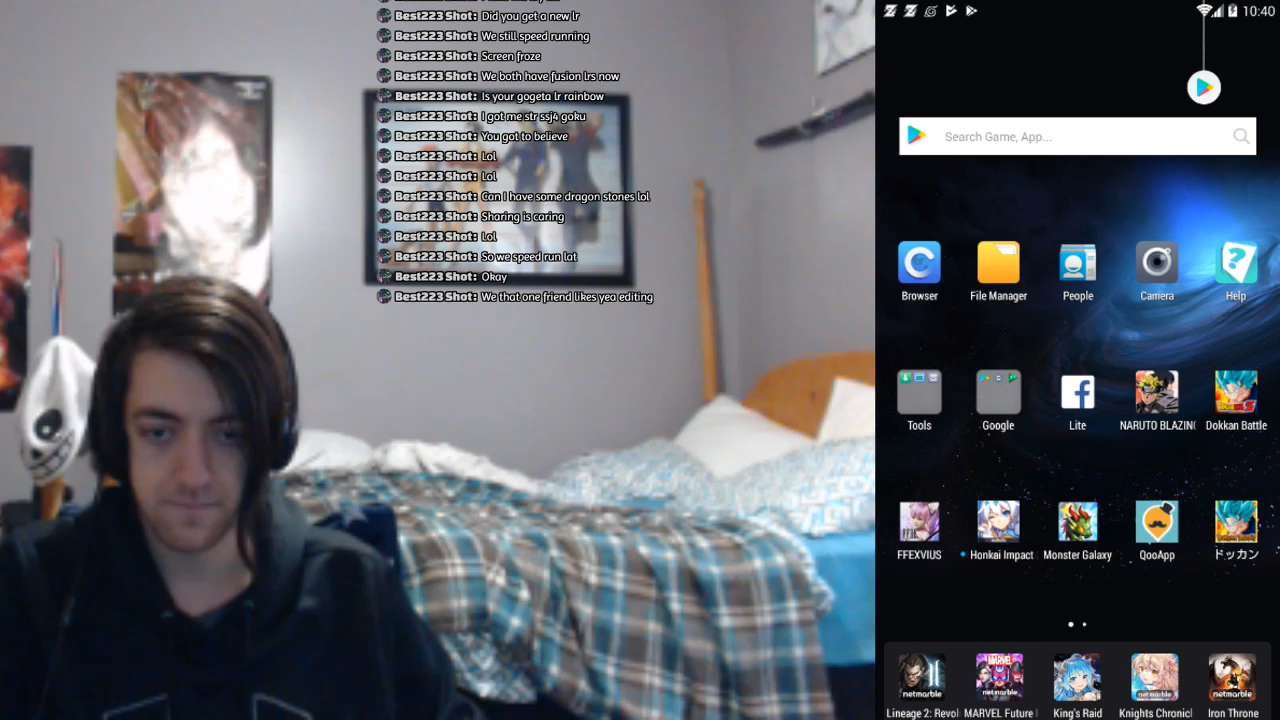 Best223 Shot: Did you get a new lr
Best223 Shot: We still speed running
Best223 Shot: Screen froze
Best223 Shot: We both have fusion lrs now
Best223 Shot: Is your gogeta lr rainbow
Best223 Shot: I got me str ssj4 goku
Best223 Shot: You got to believe
Best223 Shot: Lol
Best223 Shot: Lol
Best223 Shot: Can I have some dragon stones lol
Best223 Shot: Sharing is caring
Best223 Shot: Lol
Best223 Shot: So we speed run lat
Best223 Shot: Okay
Best223 Shot: We that one friend likes yea editing
10:40
Search Game, App...
Browser File Manager People Camera Help
Tools Google Lite NARUTO BLAZIN Dokkan Battle
FFEXVIUS Honkai Impact Monster Galaxy QooApp ドッカン
netmarble MARVEL netmarble netmarble netmarble
Lineage 2: Revol MARVEL Future King's Raid Knights Chronicl Iron Throne